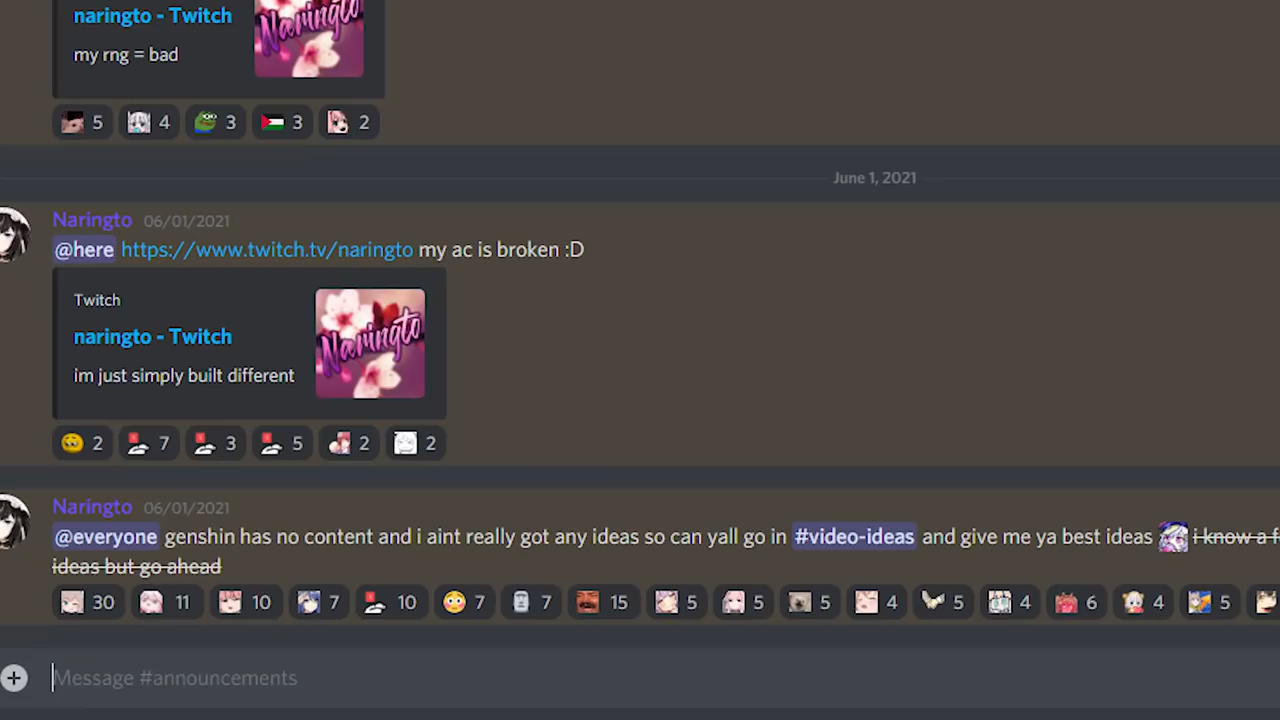 naringto - Twitch
Naringto
my rng = bad
5 4 3 3 2
June 1, 2021
Naringto 06/01/2021
@here https://www.twitch.tv/naringto my ac is broken :D
Twitch
naringto - Twitch
Naringto
im just simply built different
2 7 3 5 2 2
Naringto 06/01/2021
@everyone genshin has no content and i aint really got any ideas so can yall go in #video-ideas and give me ya best ideas i know a f
ideas but go ahead
30 11 10 7 10 7 7 15 5 5 5 4 5 4 6 4 5
Message #announcements